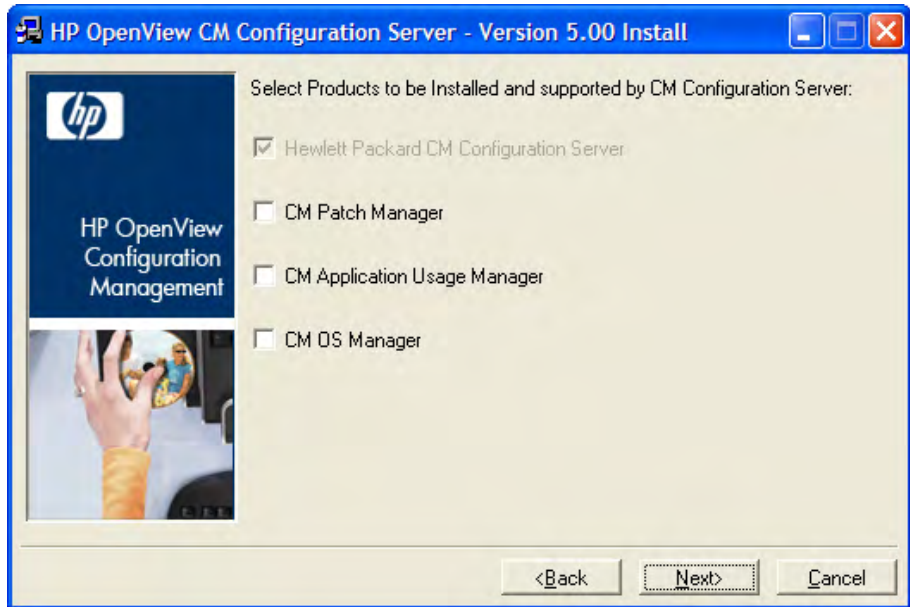 HP OpenView CM Configuration Server - Version 5.00 Install
hp
HP OpenView
Configuration
Management
Select Products to be Installed and supported by CM Configuration Server:
Hewlett Packard CM Configuration Server
CM Patch Manager
CM Application Usage Manager
CM OS Manager
<Back
Next>
Cancel